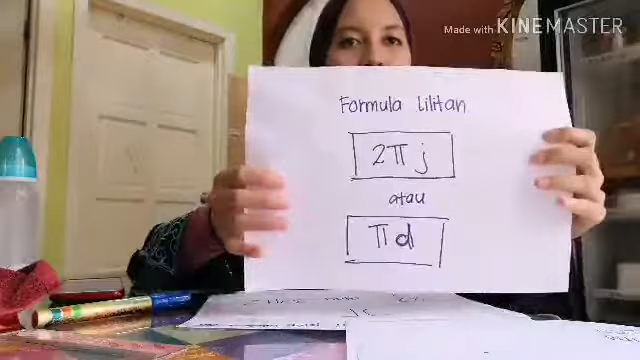 Made with KINEMASTER
Formula Lilitan
2πj
atau
πd